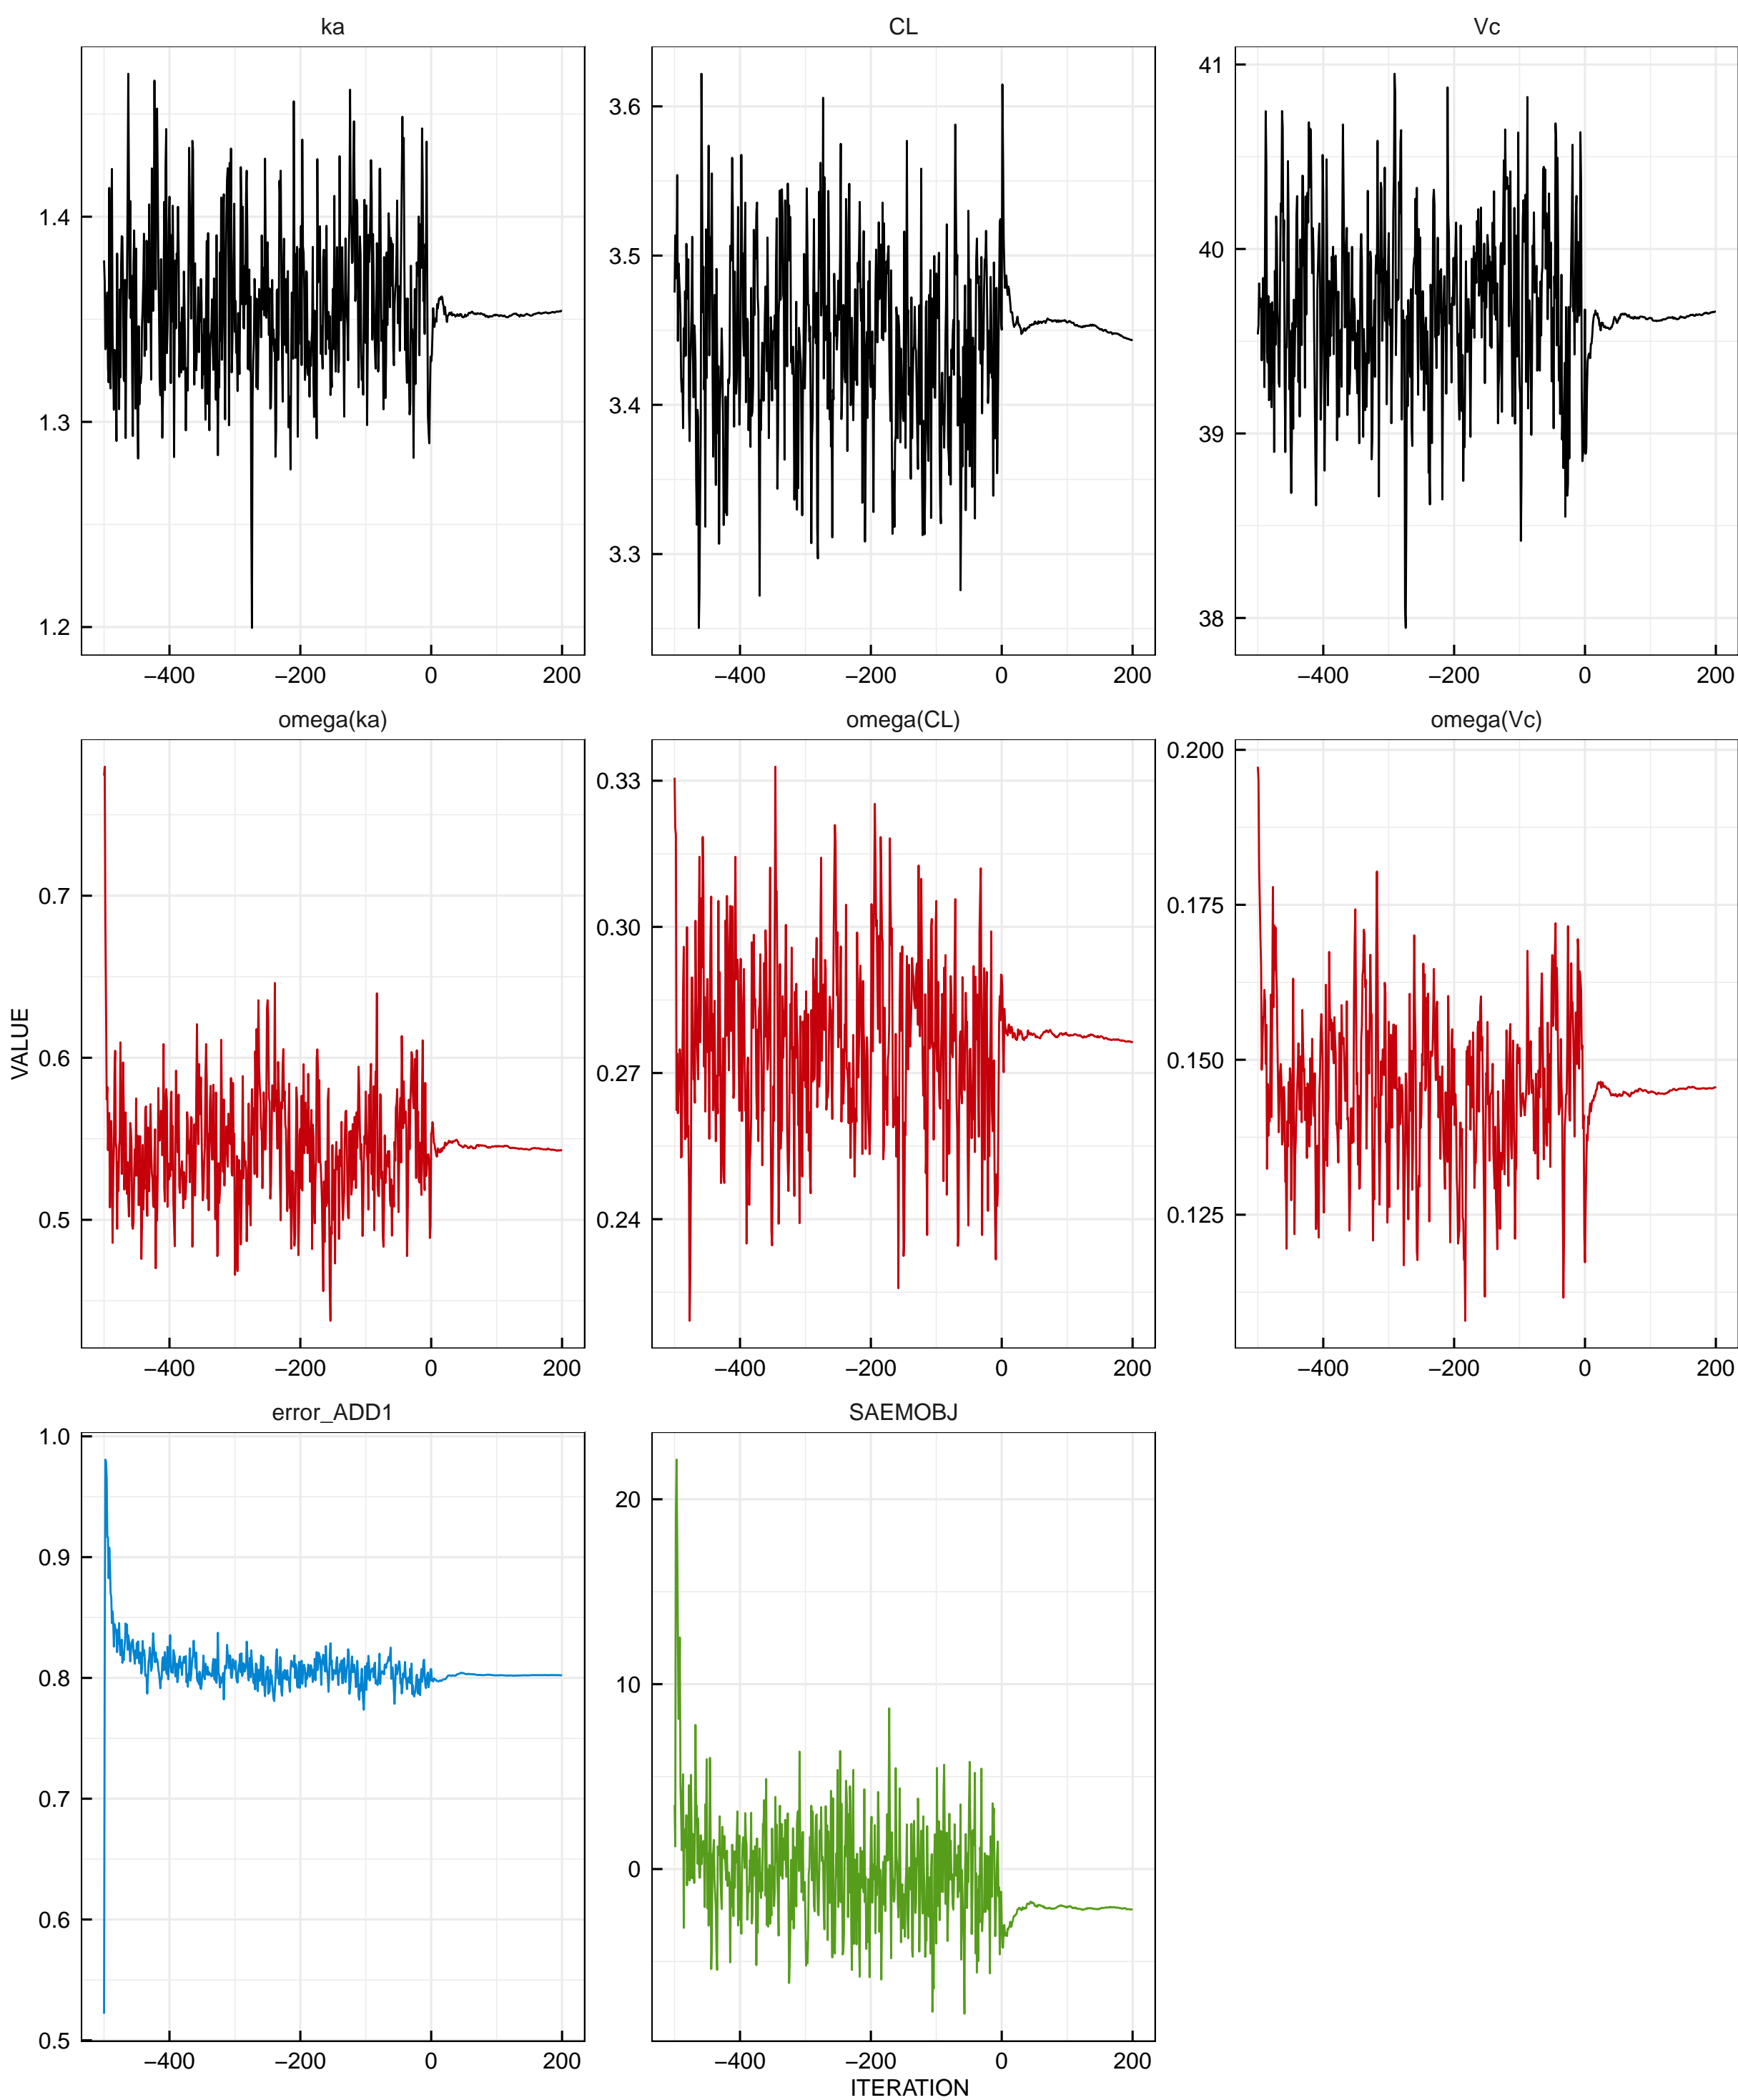 ka CL Vc
1.4 3.6 41
1.3 3.5 40
1.2 3.4 39
3.3 38
−400 −200 0 200 −400 −200 0 200 −400 −200 0 200
omega(ka) omega(CL) omega(Vc)
VALUE
0.7 0.33 0.200
0.6 0.30 0.175
0.5 0.27 0.150
0.24 0.125
−400 −200 0 200 −400 −200 0 200 −400 −200 0 200
error_ADD1 SAEMOBJ
1.0 20
0.9 10
0.8 0
0.7
0.6
0.5
−400 −200 0 200 −400 −200 0 200
ITERATION